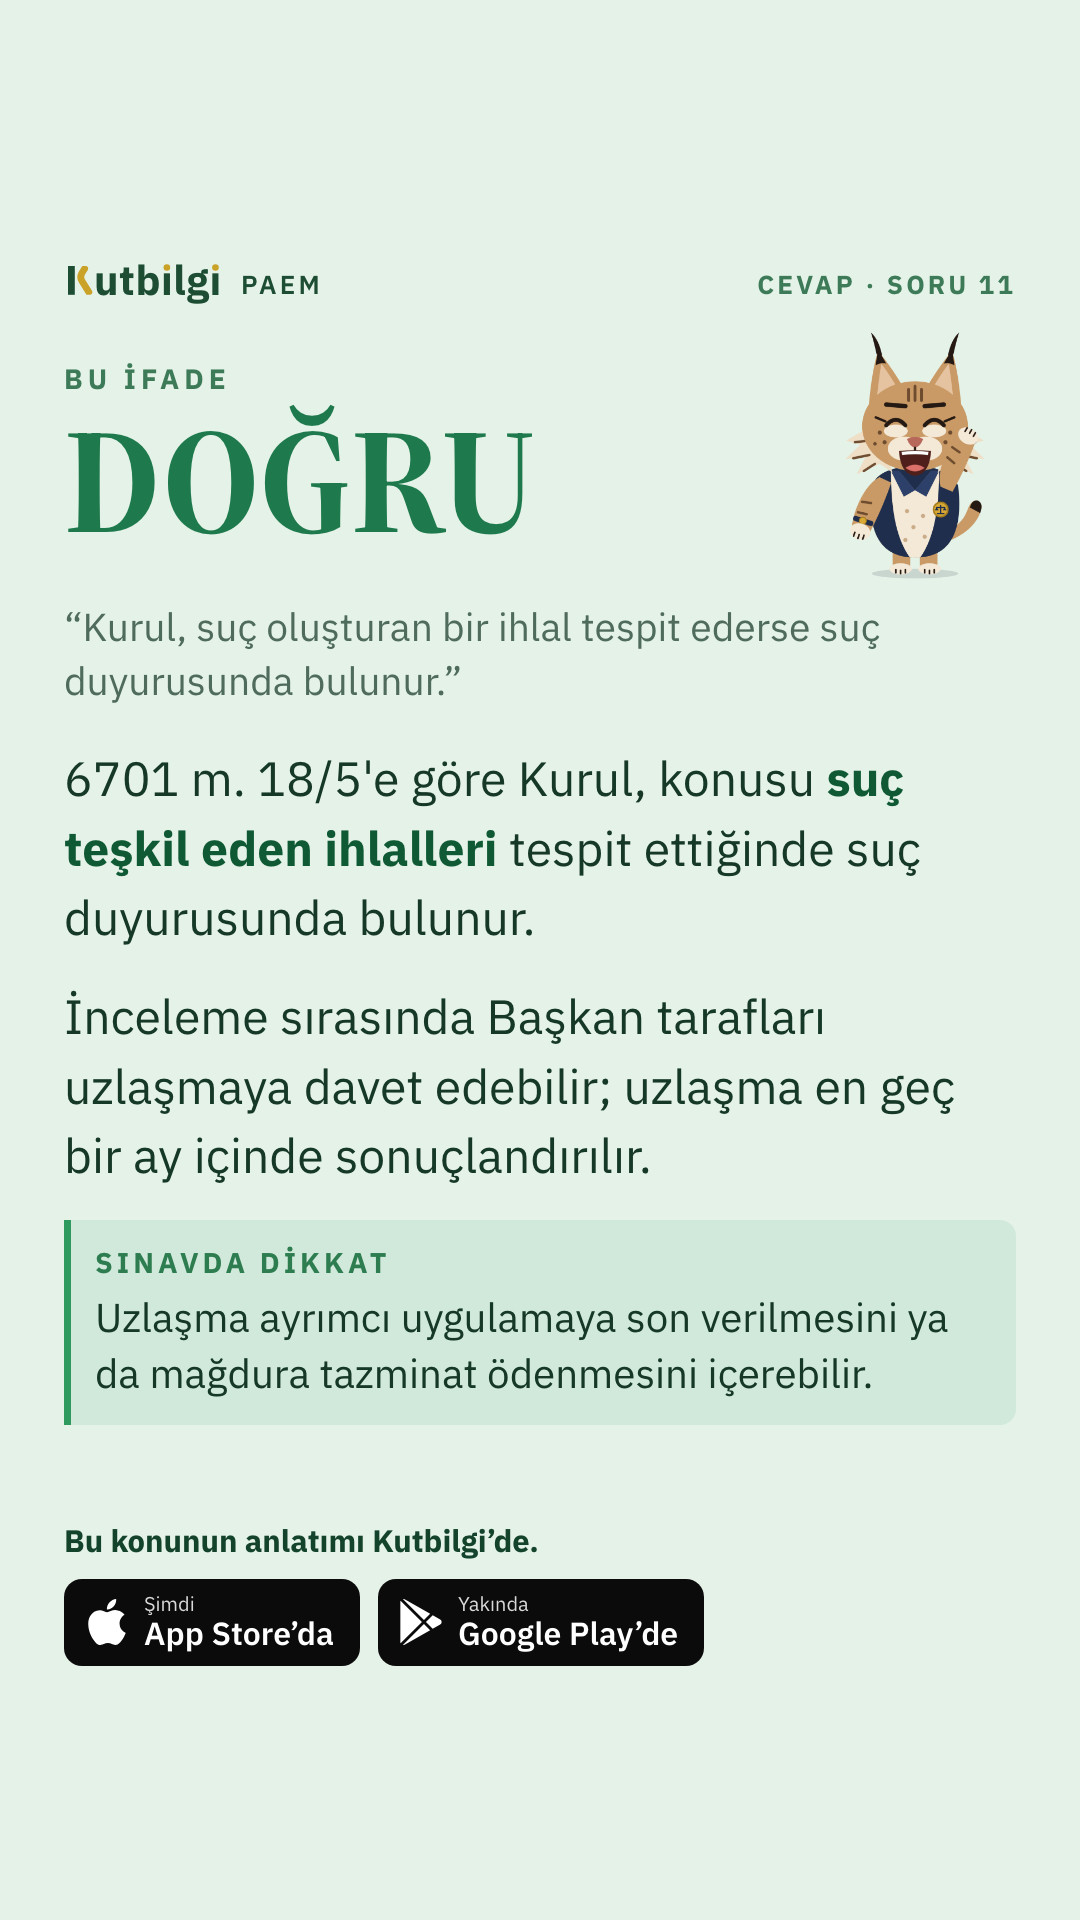 Kutbilgi PAEM
CEVAP · SORU 11
BU İFADE
DOĞRU
“Kurul, suç oluşturan bir ihlal tespit ederse suç
duyurusunda bulunur.”
6701 m. 18/5'e göre Kurul, konusu suç
teşkil eden ihlalleri tespit ettiğinde suç
duyurusunda bulunur.
İnceleme sırasında Başkan tarafları
uzlaşmaya davet edebilir; uzlaşma en geç
bir ay içinde sonuçlandırılır.
SINAVDA DİKKAT
Uzlaşma ayrımcı uygulamaya son verilmesini ya
da mağdura tazminat ödenmesini içerebilir.
Bu konunun anlatımı Kutbilgi’de.
Şimdi
App Store’da
Yakında
Google Play’de